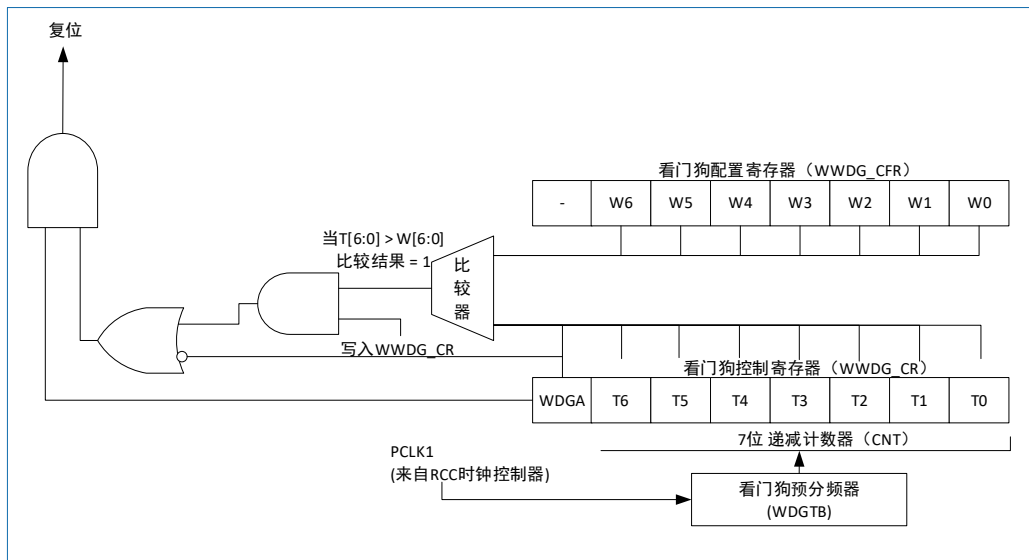 复位
看门狗配置寄存器（WWDG_CFR）
- W6 W5 W4 W3 W2 W1 W0
当T[6:0] > W[6:0]
比较结果 = 1
比较器
写入WWDG_CR
看门狗控制寄存器（WWDG_CR）
WDGA T6 T5 T4 T3 T2 T1 T0
7位 递减计数器（CNT）
PCLK1
(来自RCC时钟控制器)
看门狗预分频器
(WDGTB)